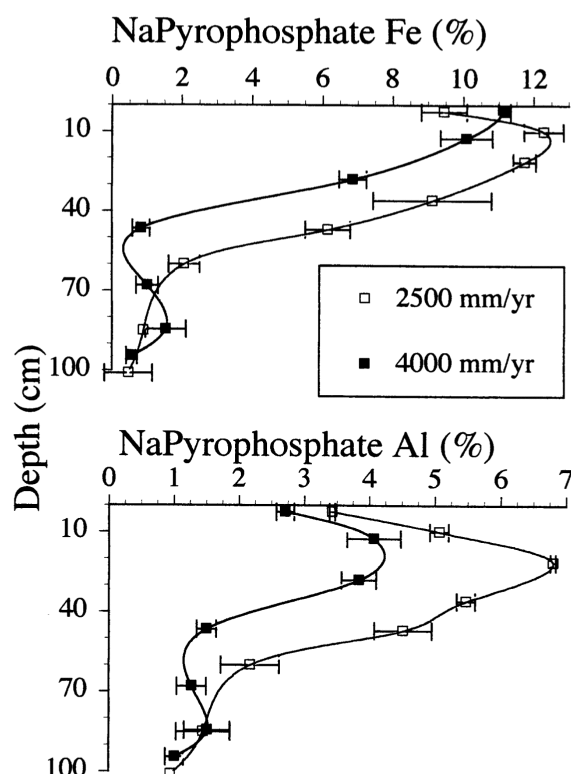 NaPyrophosphate Fe (%)
0 2 4 6 8 10 12
10
40
70
100
2500 mm/yr
4000 mm/yr
Depth (cm)
NaPyrophosphate Al (%)
0 1 2 3 4 5 6 7
10
40
70
100